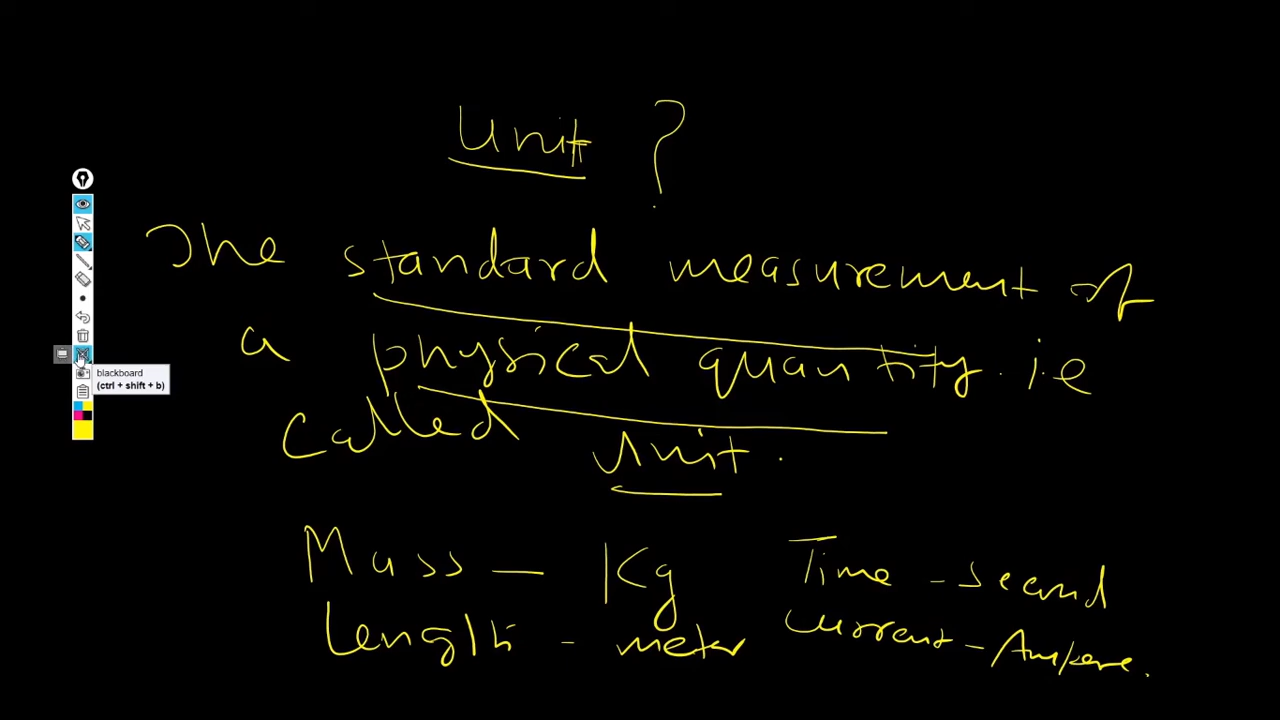 Unit ?
The standard measurement of
a physical quantity. i.e
called Unit.
Mass — Kg
Time - second
length - meter
Current - Ampere.
blackboard
(ctrl + shift + b)